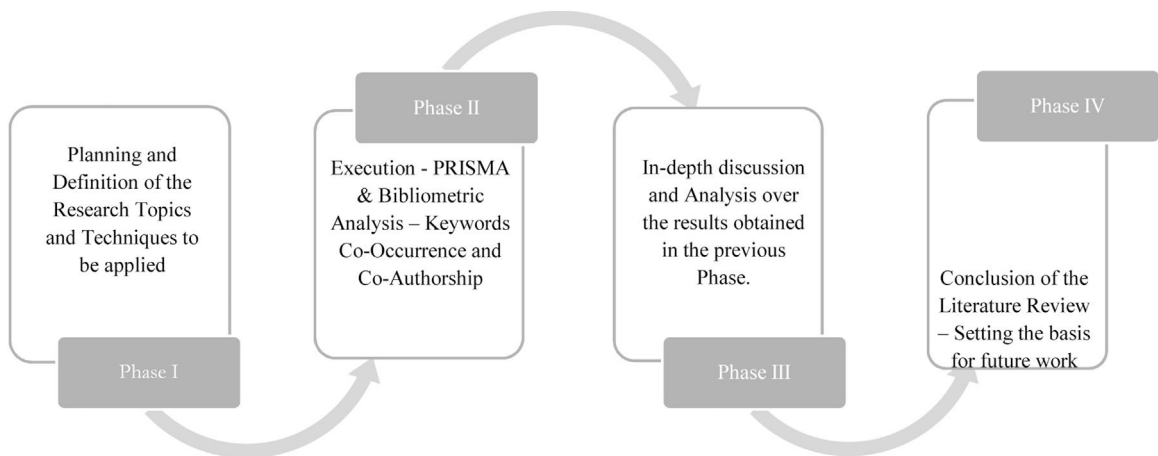 Planning and
Definition of the
Research Topics
and Techniques to
be applied
Phase I
Phase II
Execution - PRISMA
& Bibliometric
Analysis – Keywords
Co-Occurrence and
Co-Authorship
In-depth discussion
and Analysis over
the results obtained
in the previous
Phase.
Phase III
Phase IV
Conclusion of the
Literature Review
– Setting the basis
for future work